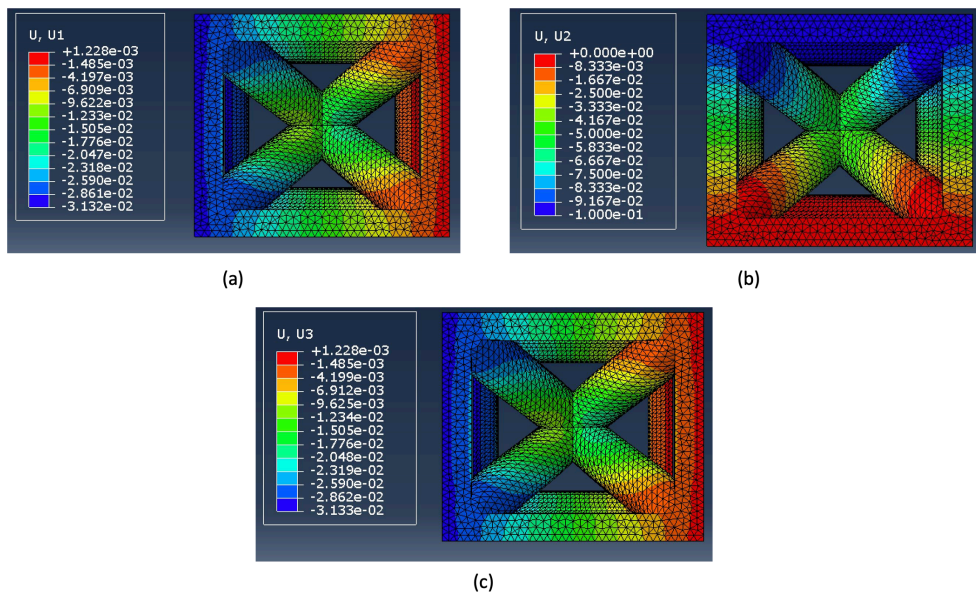 U, U1
+1.228e-03
-1.485e-03
-4.197e-03
-6.909e-03
-9.622e-03
-1.233e-02
-1.505e-02
-1.776e-02
-2.047e-02
-2.318e-02
-2.590e-02
-2.861e-02
-3.132e-02
(a)
U, U2
+0.000e+00
-8.333e-03
-1.667e-02
-2.500e-02
-3.333e-02
-4.167e-02
-5.000e-02
-5.833e-02
-6.667e-02
-7.500e-02
-8.333e-02
-9.167e-02
-1.000e-01
(b)
U, U3
+1.228e-03
-1.485e-03
-4.199e-03
-6.912e-03
-9.625e-03
-1.234e-02
-1.505e-02
-1.776e-02
-2.048e-02
-2.319e-02
-2.590e-02
-2.862e-02
-3.133e-02
(c)